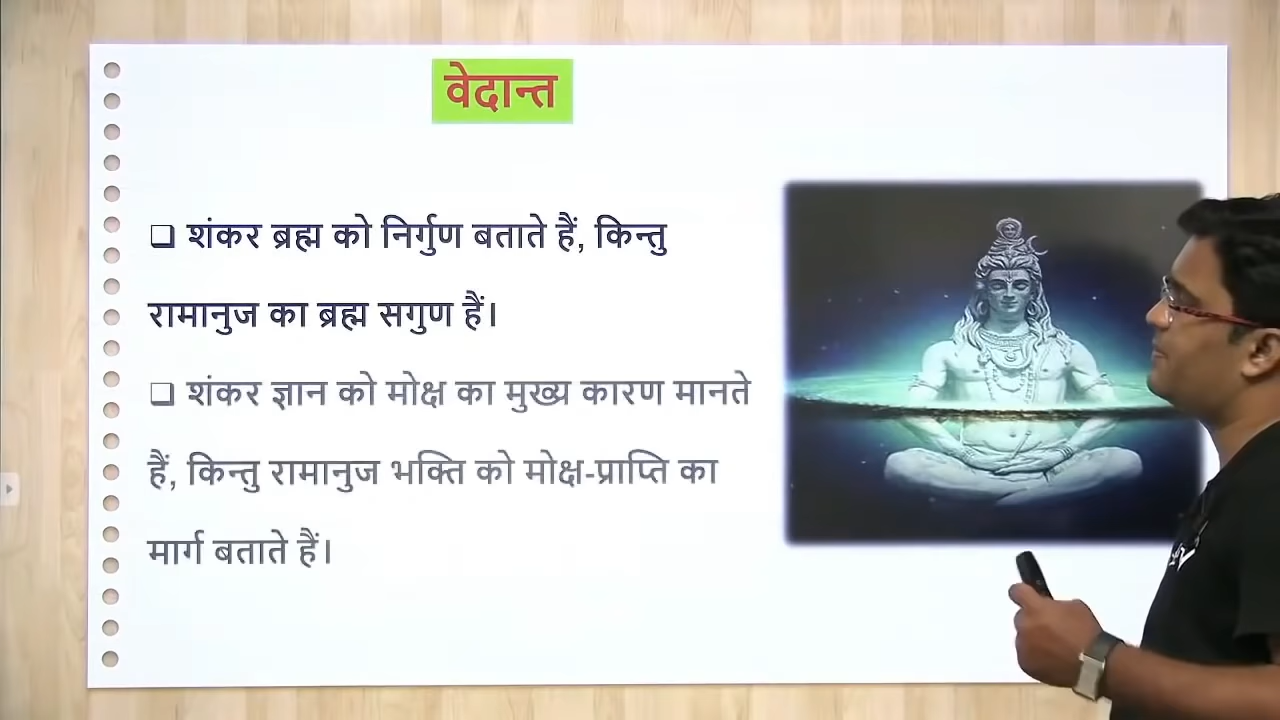 वेदान्त
❑ शंकर ब्रह्म को निर्गुण बताते हैं, किन्तु
रामानुज का ब्रह्म सगुण हैं।
❑ शंकर ज्ञान को मोक्ष का मुख्य कारण मानते
हैं, किन्तु रामानुज भक्ति को मोक्ष-प्राप्ति का
मार्ग बताते हैं।